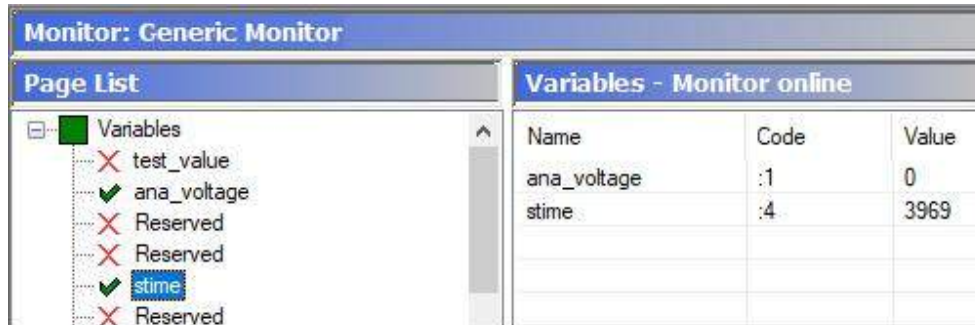 Monitor: Generic Monitor
Page List
Variables
test_value
ana_voltage
Reserved
Reserved
stime
Reserved
Variables - Monitor online
Name Code Value
ana_voltage :1 0
stime :4 3969